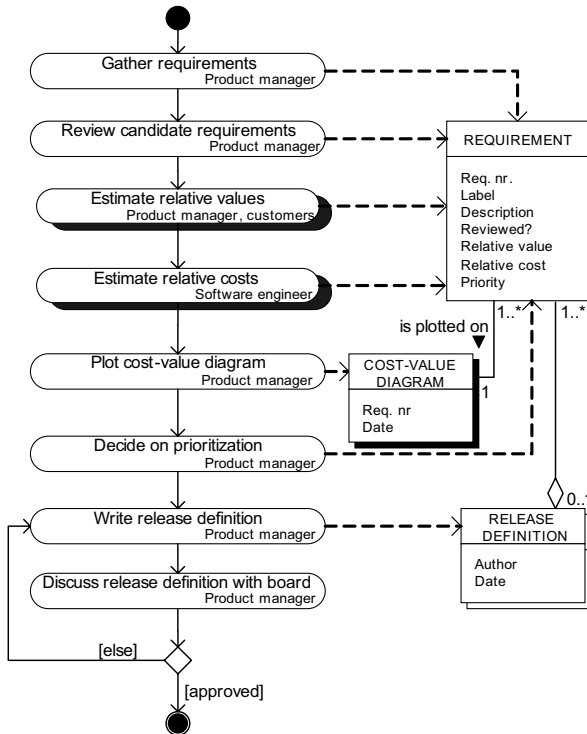 Gather requirements
Product manager
Review candidate requirements
Product manager
Estimate relative values
Product manager, customers
Estimate relative costs
Software engineer
Plot cost-value diagram
Product manager
Decide on prioritization
Product manager
Write release definition
Product manager
Discuss release definition with board
Product manager
[else]
[approved]
REQUIREMENT
Req. nr.
Label
Description
Reviewed?
Relative value
Relative cost
Priority
1..*
1..*
is plotted on
COST-VALUE
DIAGRAM
1
Req. nr
Date
RELEASE
DEFINITION
Author
Date